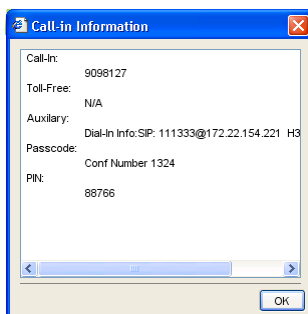 Call-in Information
Call-In:
9098127
Toll-Free:
N/A
Auxilary:
Dial-In Info:SIP: 111333@172.22.154.221 H3
Passcode:
Conf Number 1324
PIN:
88766
OK